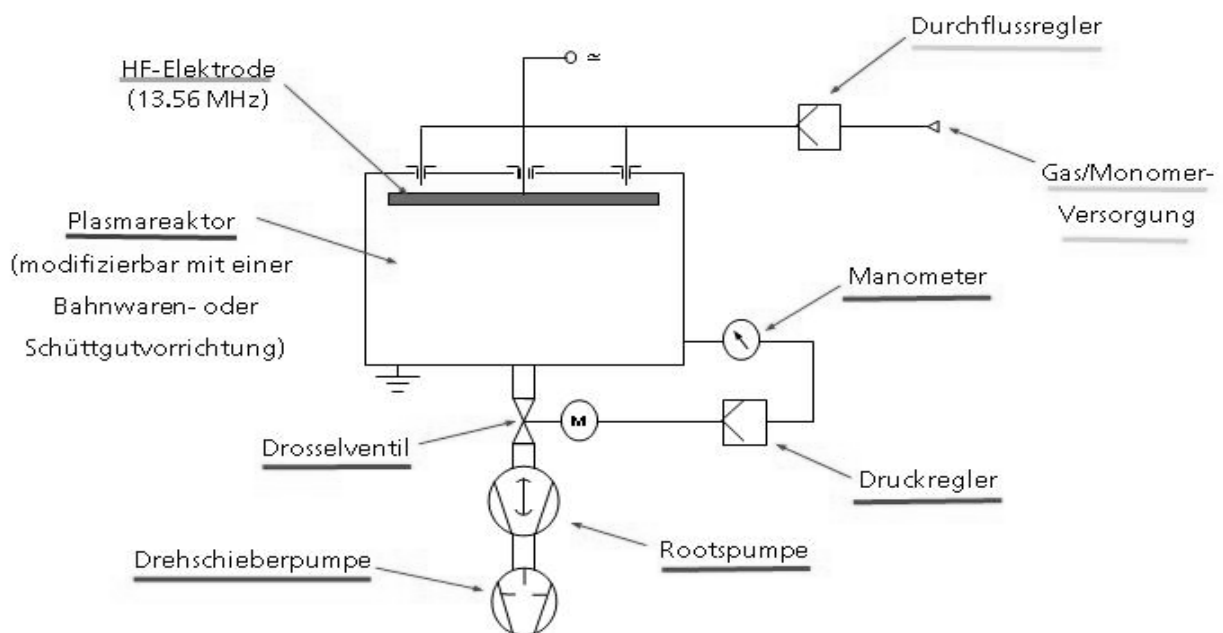 Durchflussregler
HF-Elektrode
(13.56 MHz)
≃
Gas/Monomer-
Versorgung
Plasmareaktor
(modifizierbar mit einer
Bahnwaren- oder
Schüttgutvorrichtung)
Manometer
M
Drosselventil
Druckregler
Rootspumpe
Drehschieberpumpe